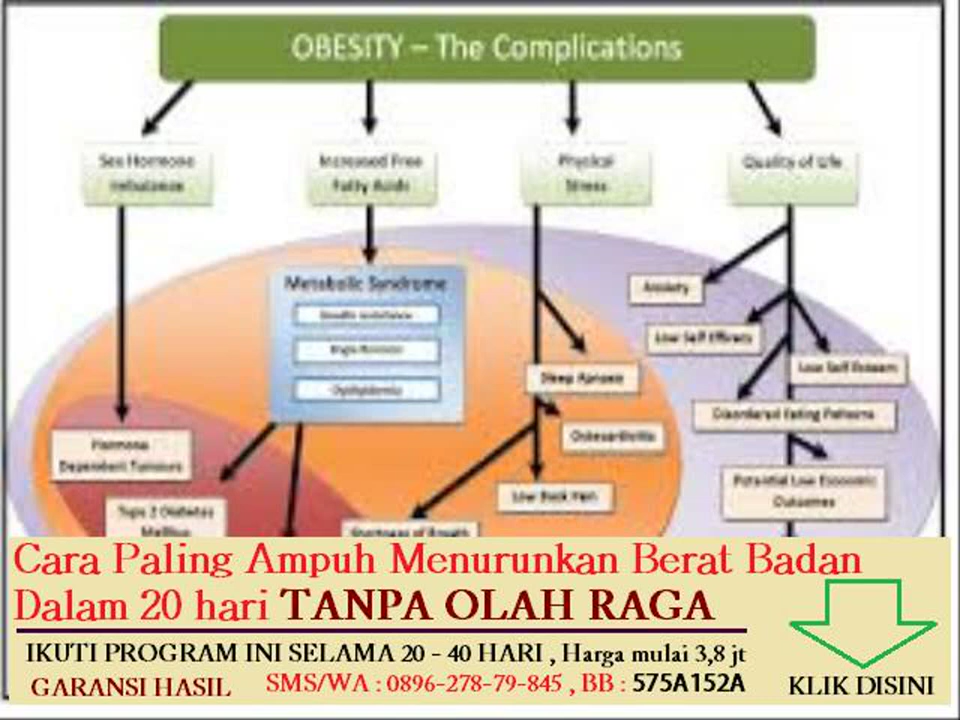 OBESITY – The Complications
Sex Hormone
Imbalance
Increased Free
Fatty Acids
Physical
Stress
Quality of Life
Metabolic Syndrome
Dyslipidemia
Anxiety
Low Self Efficacy
Low Self Esteem
Sleep Apnoea
Disordered Eating Patterns
Osteoarthritis
Hormone
Dependent Tumours
Low Back Pain
Potential Low Economic
Outcomes
Type 2 Diabetes
Mellitus
Shortness of Breath
Cara Paling Ampuh Menurunkan Berat Badan
Dalam 20 hari TANPA OLAH RAGA
IKUTI PROGRAM INI SELAMA 20 - 40 HARI , Harga mulai 3,8 jt
GARANSI HASIL SMS/WA : 0896-278-79-845 , BB : 575A152A
KLIK DISINI